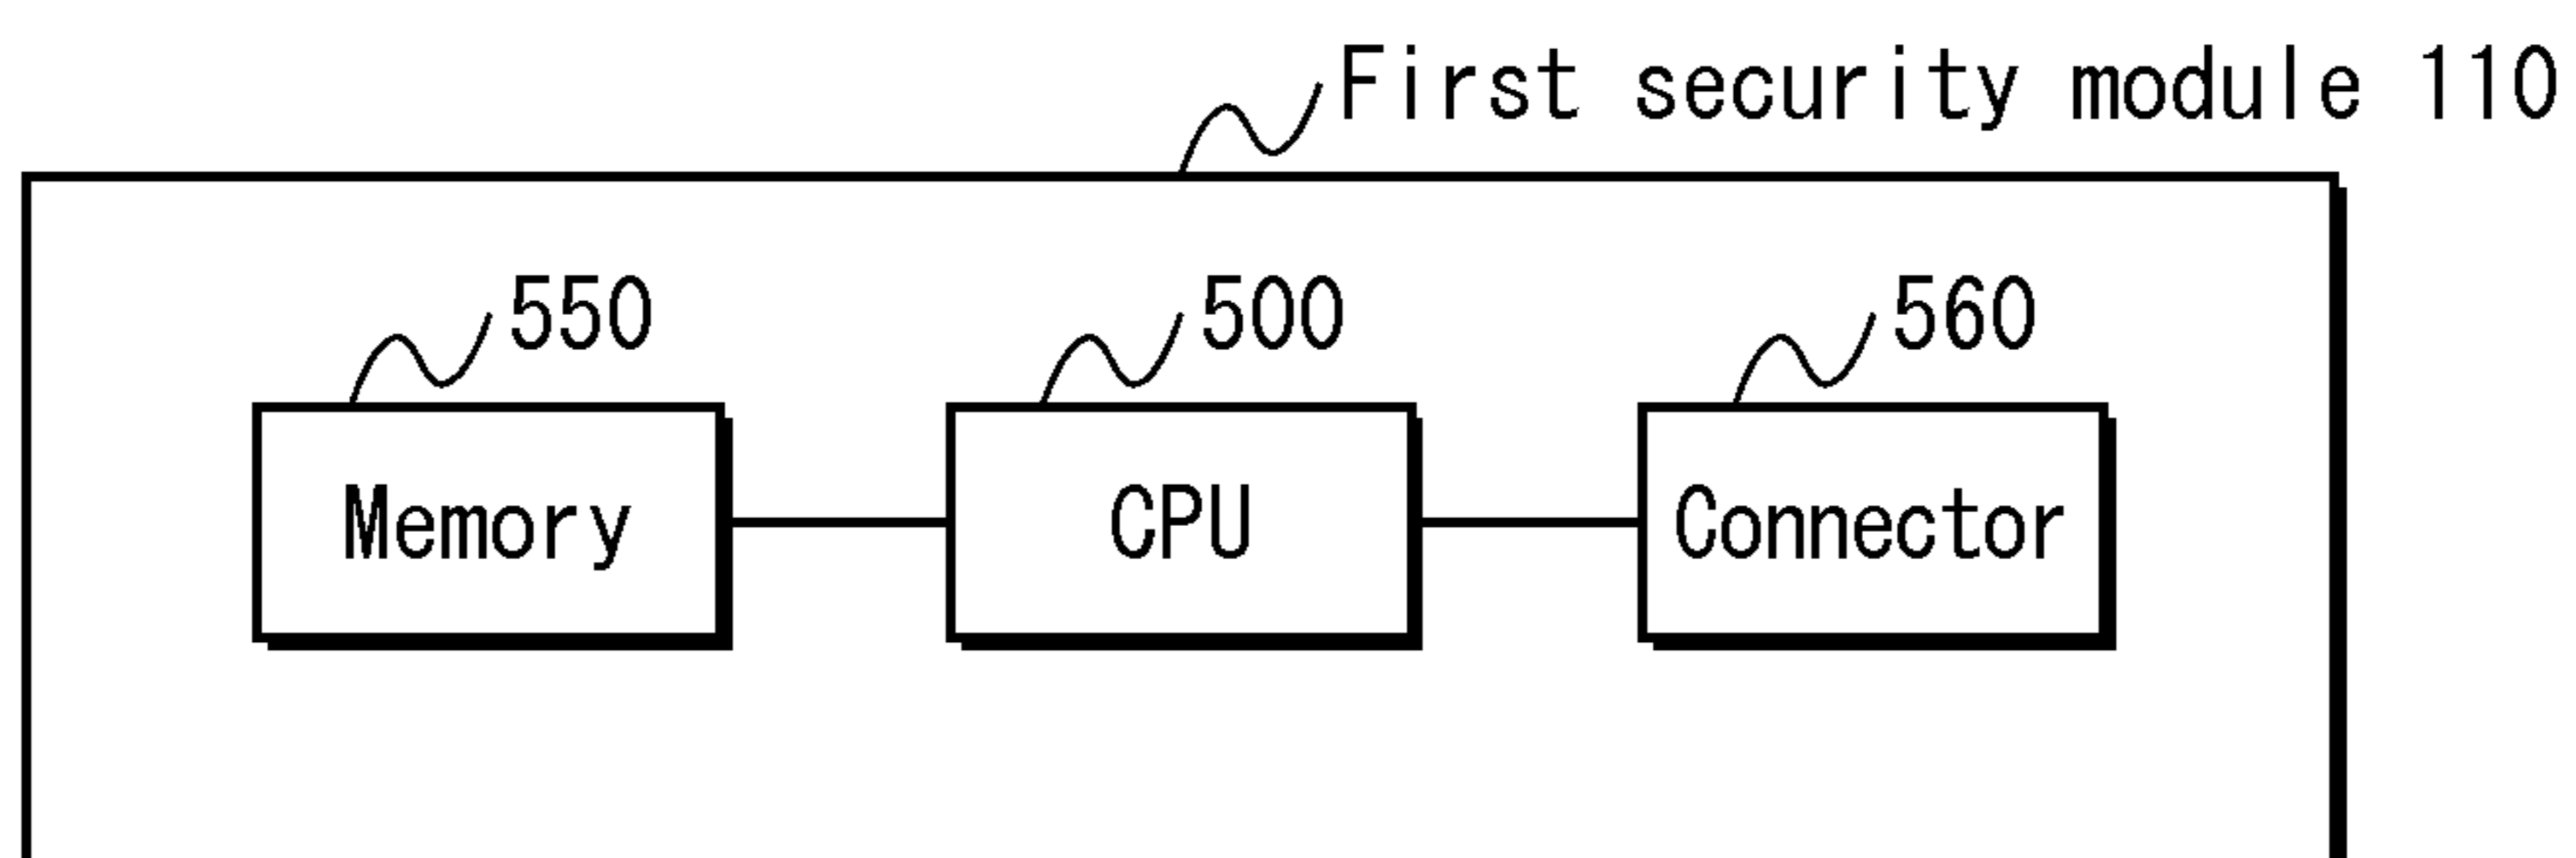 First security module 110
550
500
560
Memory
CPU
Connector